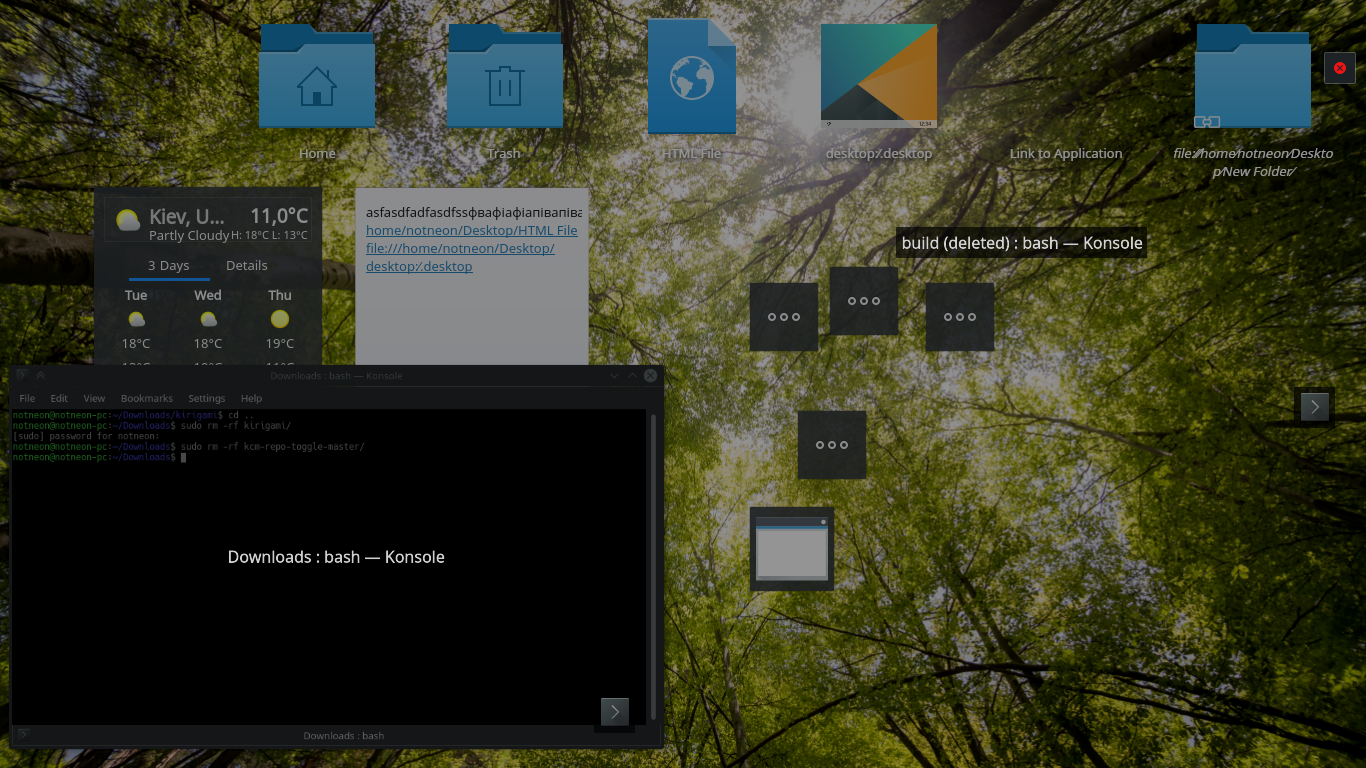 Home
Trash
HTML File
desktop:⁄.desktop
Link to Application
file:⁄⁄home⁄notneon⁄Deskto
p⁄New Folder⁄
Kiev, U... 11,0°C
Partly Cloudy H: 18°C L: 13°C
3 Days Details
Tue Wed Thu
18°C 18°C 19°C
asfasdfadfasdfssфвафіафіапівапіва
home/notneon/Desktop/HTML File
file:///home/notneon/Desktop/
desktop:⁄.desktop
build (deleted) : bash — Konsole
Downloads : bash — Konsole
File Edit View Bookmarks Settings Help
notneon@notneon-pc:~/Downloads/kirigami$ cd ..
notneon@notneon-pc:~/Downloads$ sudo rm -rf kirigami/
[sudo] password for notneon:
notneon@notneon-pc:~/Downloads$ sudo rm -rf kcm-repo-toggle-master/
notneon@notneon-pc:~/Downloads$
Downloads : bash — Konsole
Downloads : bash